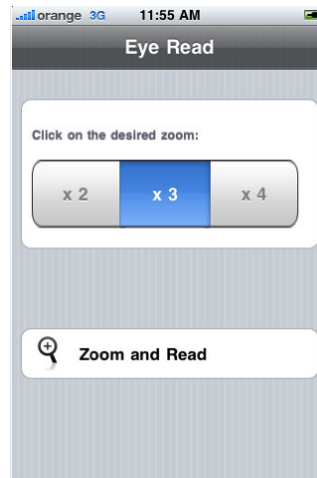 orange 3G 11:55 AM
Eye Read
Click on the desired zoom:
x 2 x 3 x 4
Zoom and Read